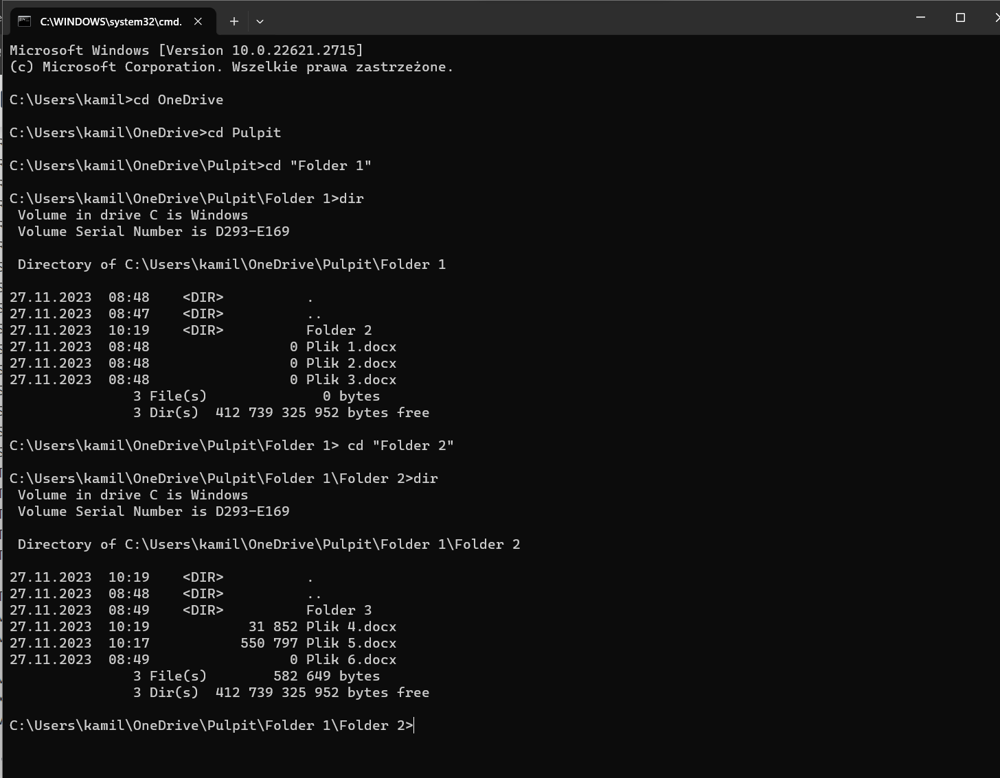 C:\WINDOWS\system32\cmd.
Microsoft Windows [Version 10.0.22621.2715]
(c) Microsoft Corporation. Wszelkie prawa zastrzeżone.
C:\Users\kamil>cd OneDrive
C:\Users\kamil\OneDrive>cd Pulpit
C:\Users\kamil\OneDrive\Pulpit>cd "Folder 1"
C:\Users\kamil\OneDrive\Pulpit\Folder 1>dir
 Volume in drive C is Windows
 Volume Serial Number is D293-E169
 Directory of C:\Users\kamil\OneDrive\Pulpit\Folder 1
27.11.2023  08:48    <DIR>          .
27.11.2023  08:47    <DIR>          ..
27.11.2023  10:19    <DIR>          Folder 2
27.11.2023  08:48                 0 Plik 1.docx
27.11.2023  08:48                 0 Plik 2.docx
27.11.2023  08:48                 0 Plik 3.docx
               3 File(s)              0 bytes
               3 Dir(s)  412 739 325 952 bytes free
C:\Users\kamil\OneDrive\Pulpit\Folder 1> cd "Folder 2"
C:\Users\kamil\OneDrive\Pulpit\Folder 1\Folder 2>dir
 Volume in drive C is Windows
 Volume Serial Number is D293-E169
 Directory of C:\Users\kamil\OneDrive\Pulpit\Folder 1\Folder 2
27.11.2023  10:19    <DIR>          .
27.11.2023  08:48    <DIR>          ..
27.11.2023  08:49    <DIR>          Folder 3
27.11.2023  10:19            31 852 Plik 4.docx
27.11.2023  10:17           550 797 Plik 5.docx
27.11.2023  08:49                 0 Plik 6.docx
               3 File(s)        582 649 bytes
               3 Dir(s)  412 739 325 952 bytes free
C:\Users\kamil\OneDrive\Pulpit\Folder 1\Folder 2>